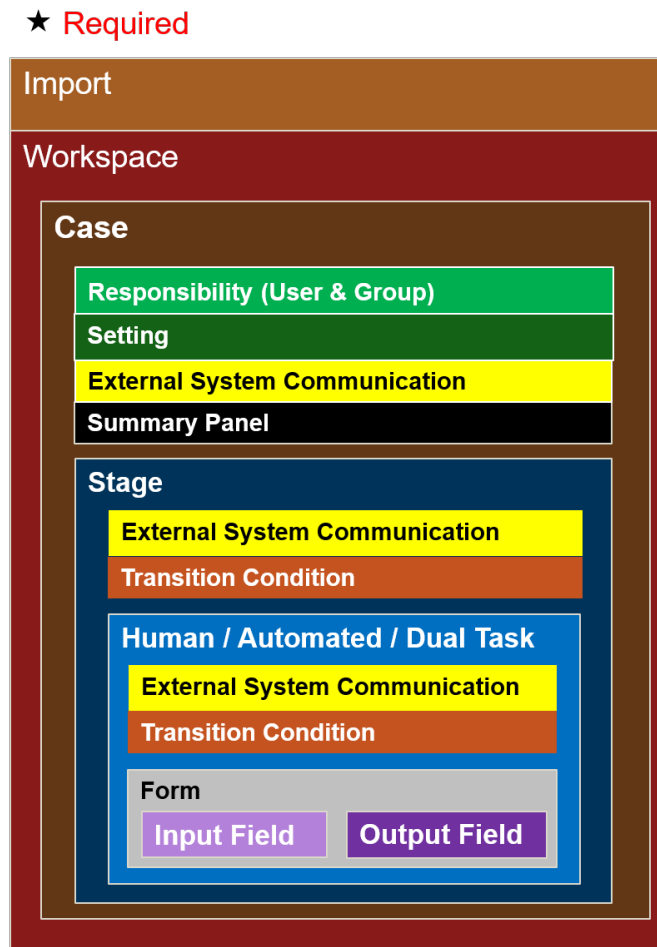 ★ Required
Import
Workspace
Case
Responsibility (User & Group)
Setting
External System Communication
Summary Panel
Stage
External System Communication
Transition Condition
Human / Automated / Dual Task
External System Communication
Transition Condition
Form
Input Field
Output Field